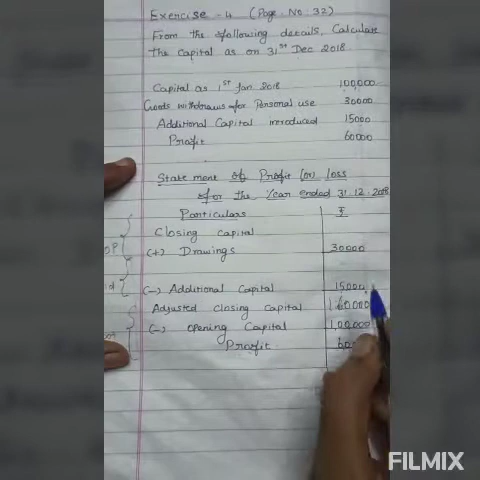 Exercise - 4 (Page No: 32)
From the following details, Calculate
the Capital as on 31st Dec 2018.
Capital as 1st Jan 2018 100,000
Goods withdrawn for Personal use 30000
Additional Capital introduced 15000
Profit 60000
Statement of Profit (or) loss
for the Year ended 31.12.2018
Particulars ₹
Closing capital
(+) Drawings 30000
(-) Additional Capital 15000
Adjusted closing capital 1,60000
(-) Opening Capital 1,00,000
Profit
FILMIX